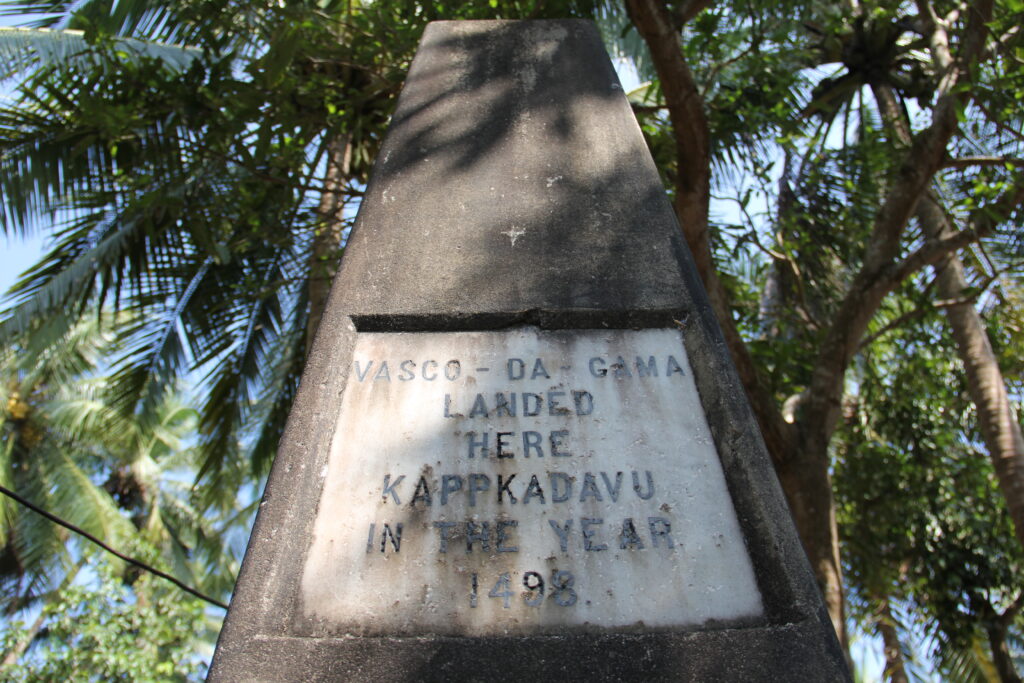 VASCO - DA - GAMA
LANDED
HERE
KAPPKADAVU
IN THE YEAR
1498.